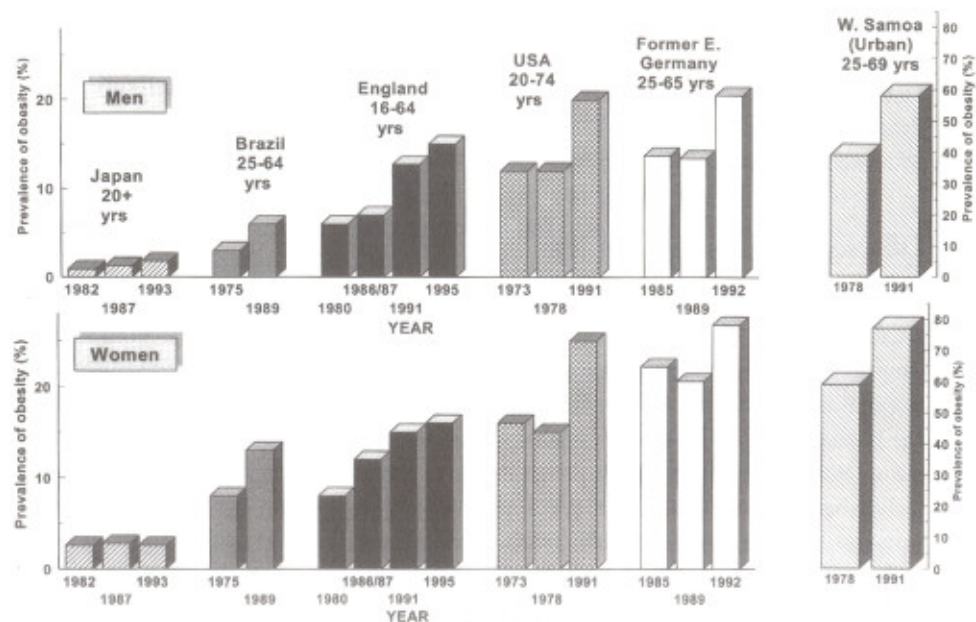 Prevalence of obesity (%)
20
10
0
Men
Japan
20+
yrs
Brazil
25-64
yrs
England
16-64
yrs
USA
20-74
yrs
Former E.
Germany
25-65 yrs
W. Samoa
(Urban)
25-69 yrs
80
70
60
50
40
30
20
10
0
Prevalence of obesity (%)
1982 1993 1975 1986/87 1995 1973 1991 1985 1992 1978 1991
1987 1989 1980 1991 1978 1989
YEAR
Prevalence of obesity (%)
20
10
0
Women
80
70
60
50
40
30
20
10
0
Prevalence of obesity (%)
1982 1993 1975 1986/87 1995 1973 1991 1985 1992 1978 1991
1987 1989 1980 1991 1978 1989
YEAR